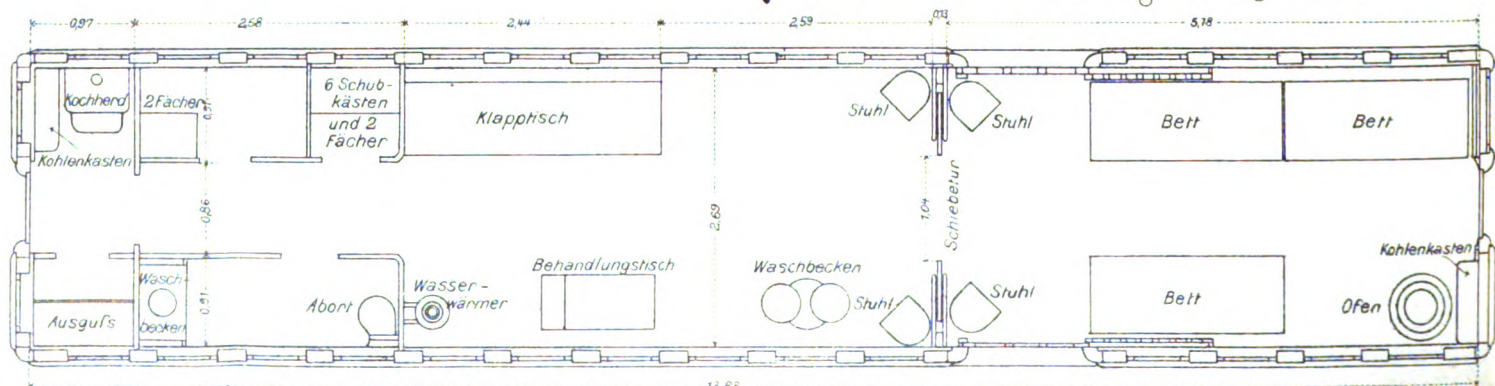 0,97 2,58 2,44 2,59 0,13 5,18
Kochherd
2 Fächer
6 Schub-
kästen
und 2
Fächer
Klapptisch
Stuhl
Stuhl
Bett
Bett
0,91
Kohlenkasten
0,86
2,69
1,04
Schiebetür
Ausguſs
Wasch-
becken
0,91
Abort
Wasser-
wärmer
Behandlungstisch
Waschbecken
Stuhl
Stuhl
Bett
Ofen
Kohlenkasten